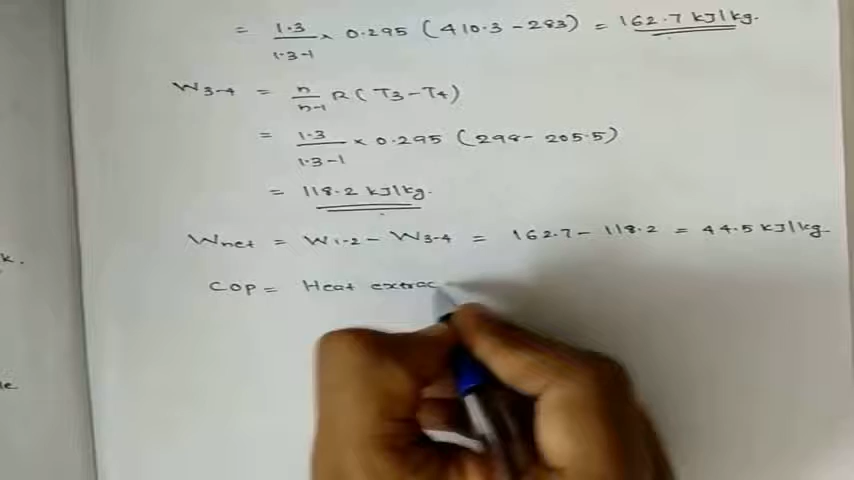 = 1.3/1.3-1 × 0.295 (410.3 - 283) = 162.7 kJ/kg.
W3-4 = n/n-1 R (T3 - T4)
= 1.3/1.3-1 × 0.295 (298 - 205.5)
= 118.2 kJ/kg.
Wnet = W1-2 - W3-4 = 162.7 - 118.2 = 44.5 kJ/kg
k.
COP = Heat extrac